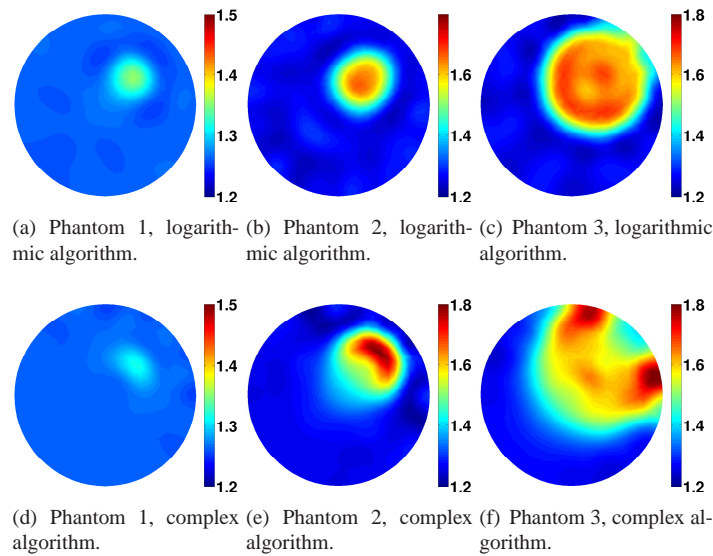 1.5
1.4
1.3
1.2
1.6
1.4
1.2
1.8
1.6
1.4
1.2
(a) Phantom 1, logarith-
mic algorithm.
(b) Phantom 2, logarith-
mic algorithm.
(c) Phantom 3, logarithmic
algorithm.
1.5
1.4
1.3
1.2
1.8
1.6
1.4
1.2
1.8
1.6
1.4
1.2
(d) Phantom 1, complex
algorithm.
(e) Phantom 2, complex
algorithm.
(f) Phantom 3, complex al-
gorithm.